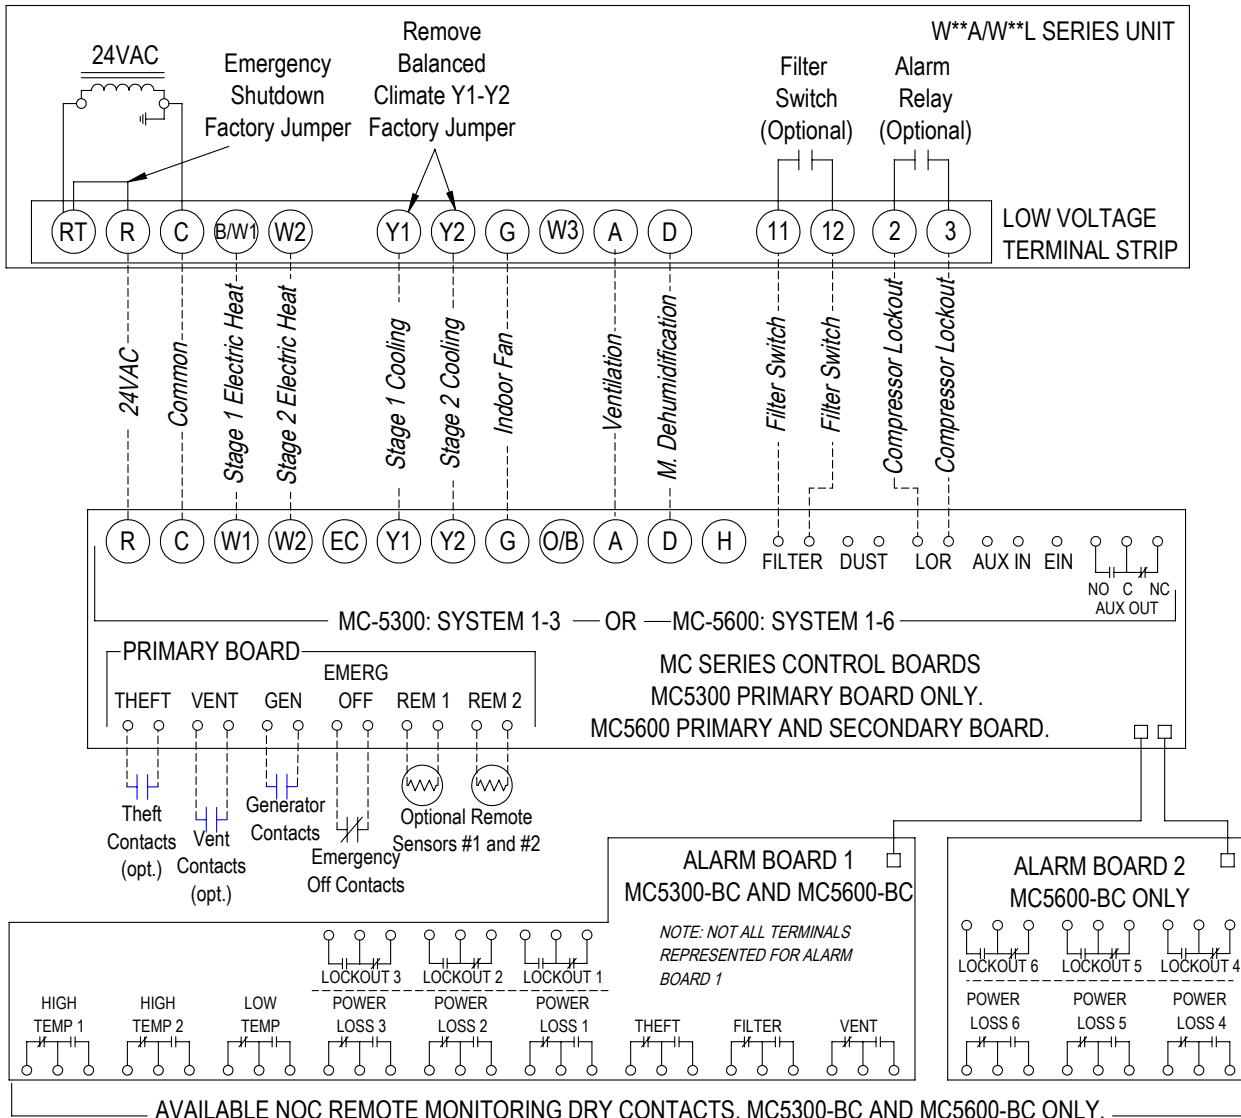 W**A/W**L SERIES UNIT
24VAC
Emergency
Shutdown
Factory Jumper
Remove
Balanced
Climate Y1-Y2
Factory Jumper
Filter
Switch
(Optional)
Alarm
Relay
(Optional)
RT R C B/W1 W2 Y1 Y2 G W3 A D 11 12 2 3
LOW VOLTAGE
TERMINAL STRIP
24VAC
Common
Stage 1 Electric Heat
Stage 2 Electric Heat
Stage 1 Cooling
Stage 2 Cooling
Indoor Fan
Ventilation
M. Dehumidification
Filter Switch
Filter Switch
Compressor Lockout
Compressor Lockout
R C W1 W2 EC Y1 Y2 G O/B A D H
FILTER DUST LOR AUX IN EIN
NO C NC
AUX OUT
MC-5300: SYSTEM 1-3 OR MC-5600: SYSTEM 1-6
PRIMARY BOARD
THEFT VENT GEN EMERG
OFF REM 1 REM 2
MC SERIES CONTROL BOARDS
MC5300 PRIMARY BOARD ONLY.
MC5600 PRIMARY AND SECONDARY BOARD.
Theft
Contacts
(opt.)
Vent
Contacts
(opt.)
Generator
Contacts
Emergency
Off Contacts
Optional Remote
Sensors #1 and #2
ALARM BOARD 1
MC5300-BC AND MC5600-BC
NOTE: NOT ALL TERMINALS
REPRESENTED FOR ALARM
BOARD 1
ALARM BOARD 2
MC5600-BC ONLY
LOCKOUT 3 LOCKOUT 2 LOCKOUT 1
LOCKOUT 6 LOCKOUT 5 LOCKOUT 4
HIGH
TEMP 1
HIGH
TEMP 2
LOW
TEMP
POWER
LOSS 3
POWER
LOSS 2
POWER
LOSS 1
THEFT
FILTER
VENT
POWER
LOSS 6
POWER
LOSS 5
POWER
LOSS 4
AVAILABLE NOC REMOTE MONITORING DRY CONTACTS. MC5300-BC AND MC5600-BC ONLY.